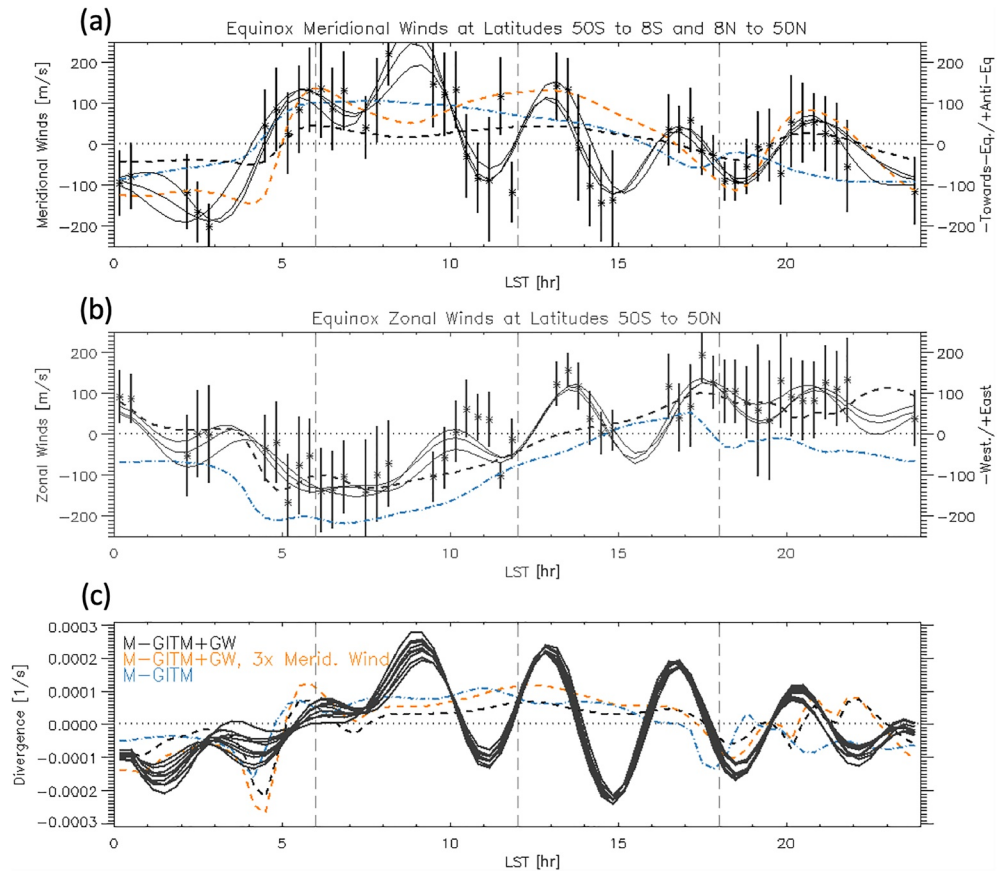 (a)
Equinox Meridional Winds at Latitudes 50S to 8S and 8N to 50N
Meridional Winds [m/s]
200
100
0
-100
-200
200
100
0
-100
-200
-Towards-Eq/+Anti-Eq
0 5 10 15 20
LST [hr]
(b)
Equinox Zonal Winds at Latitudes 50S to 50N
Zonal Winds [m/s]
200
100
0
-100
-200
200
100
0
-100
-200
-West/+East
0 5 10 15 20
LST [hr]
(c)
Divergence [1/s]
0.0003
0.0002
0.0001
0.0000
-0.0001
-0.0002
-0.0003
M-GITM+GW
M-GITM+GW, 3x Merid. Wind
M-GITM
0 5 10 15 20
LST [hr]